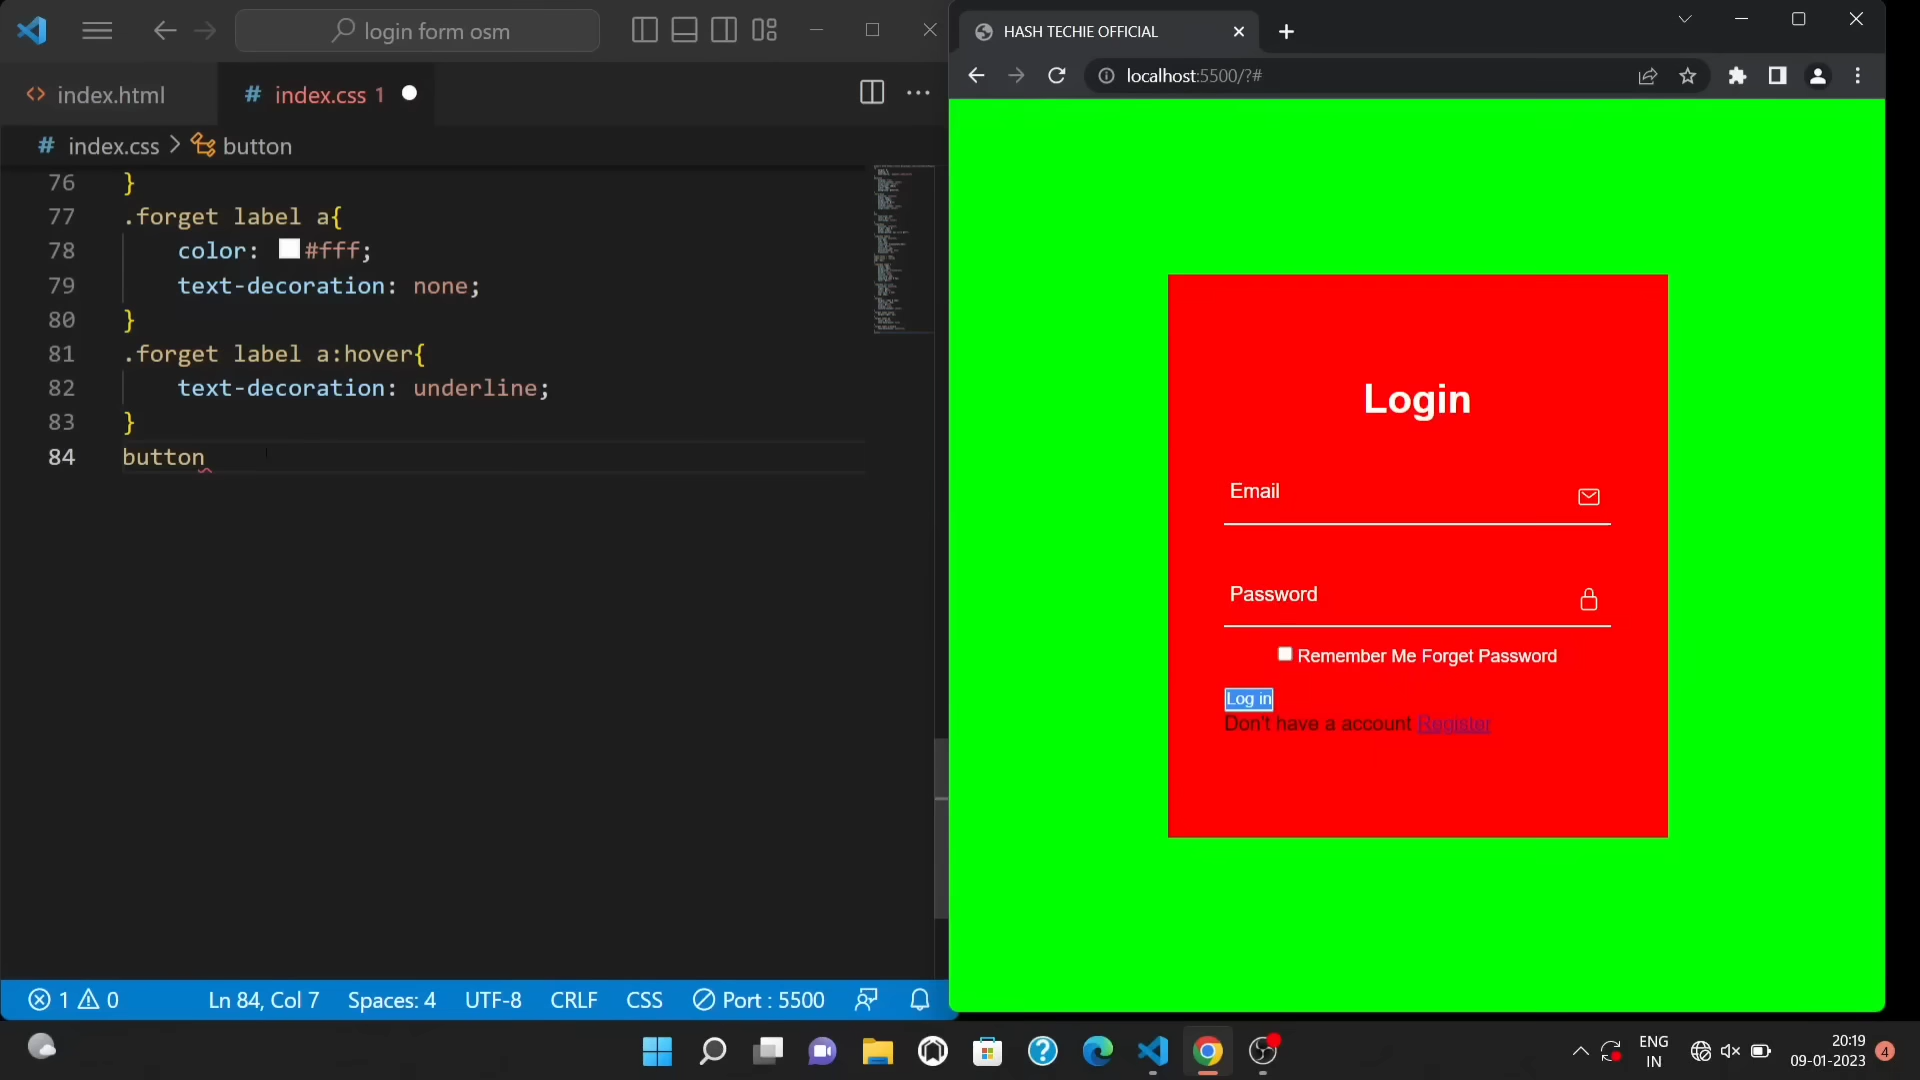 login form osm
index.html
# index.css 1
# index.css > button
76 }
77 .forget label a{
78 color: #fff;
79 text-decoration: none;
80 }
81 .forget label a:hover{
82 text-decoration: underline;
83 }
84 button
1 0 Ln 84, Col 7 Spaces: 4 UTF-8 CRLF CSS Port : 5500
HASH TECHIE OFFICIAL
localhost:5500/?#
Login
Email
Password
Remember Me Forget Password
Log in
Don't have a account Register
ENG
IN
20:19
09-01-2023
4